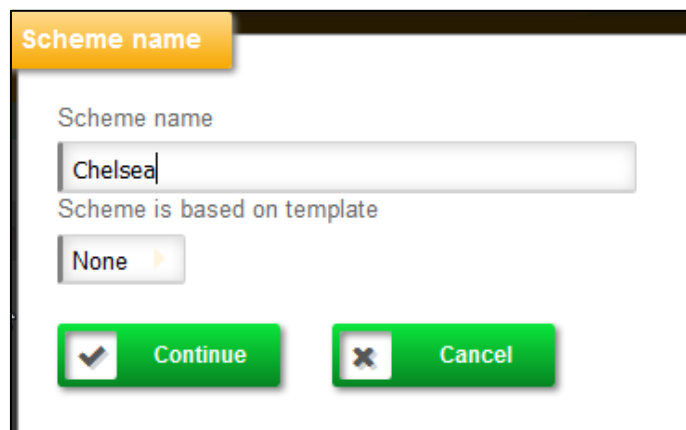 Scheme name
Scheme name
Chelsea
Scheme is based on template
None
Continue Cancel